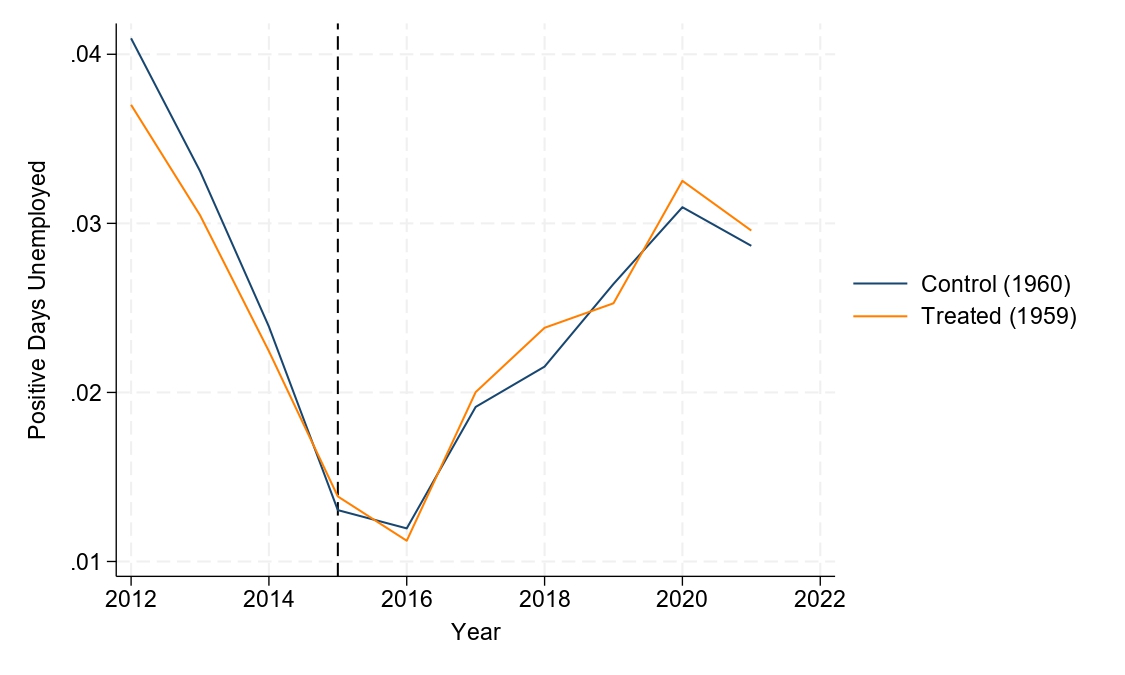 .04
.03
.02
.01
Positive Days Unemployed
2012 2014 2016 2018 2020 2022
Year
Control (1960)
Treated (1959)